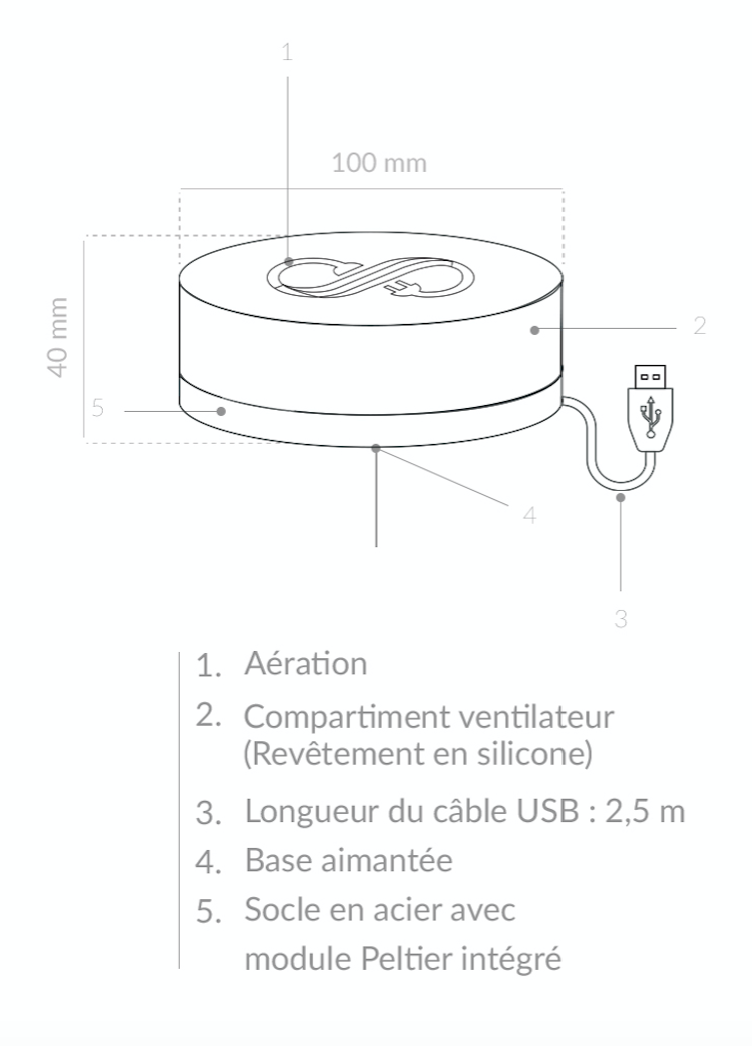 1
100 mm
40 mm
2
5
4
3
1. Aération
2. Compartiment ventilateur
(Revêtement en silicone)
3. Longueur du câble USB : 2,5 m
4. Base aimantée
5. Socle en acier avec
module Peltier intégré